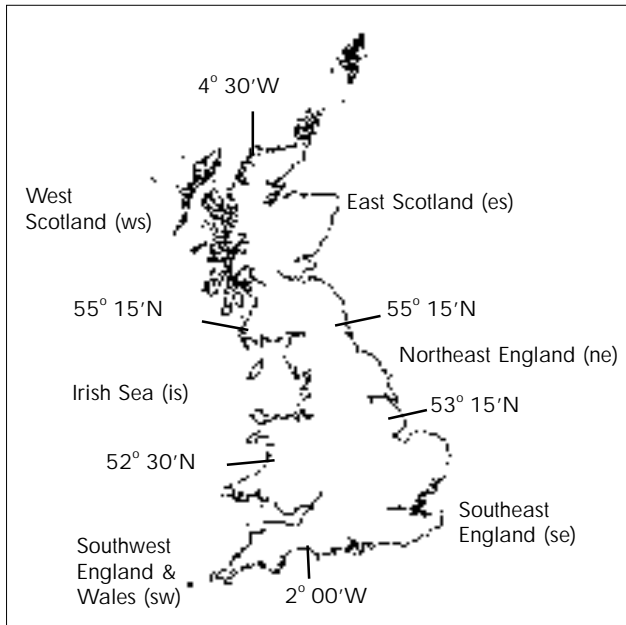 4° 30'W
West
Scotland (ws)
East Scotland (es)
55° 15'N
55° 15'N
Northeast England (ne)
Irish Sea (is)
53° 15'N
52° 30'N
Southeast
England (se)
Southwest
England &
Wales (sw)
2° 00'W